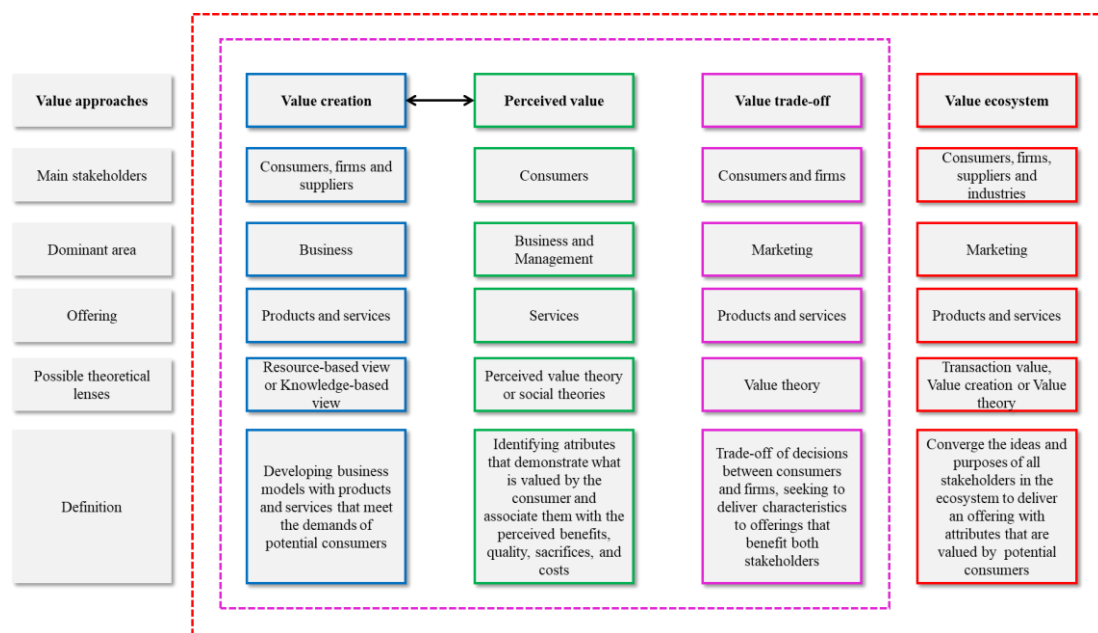 Value approaches
Value creation
Perceived value
Value trade-off
Value ecosystem
Main stakeholders
Consumers, firms and
suppliers
Consumers
Consumers and firms
Consumers, firms,
suppliers and
industries
Dominant area
Business
Business and
Management
Marketing
Marketing
Offering
Products and services
Services
Products and services
Products and services
Possible theoretical
lenses
Resource-based view
or Knowledge-based
view
Perceived value theory
or social theories
Value theory
Transaction value,
Value creation or Value
theory
Definition
Developing business
models with products
and services that meet
the demands of
potential consumers
Identifying atributes
that demonstrate what
is valued by the
consumer and
associate them with the
perceived benefits,
quality, sacrifices, and
costs
Trade-off of decisions
between consumers
and firms, seeking to
deliver characteristics
to offerings that
benefit both
stakeholders
Converge the ideas and
purposes of all
stakeholders in the
ecosystem to deliver
an offering with
attributes that are
valued by potential
consumers